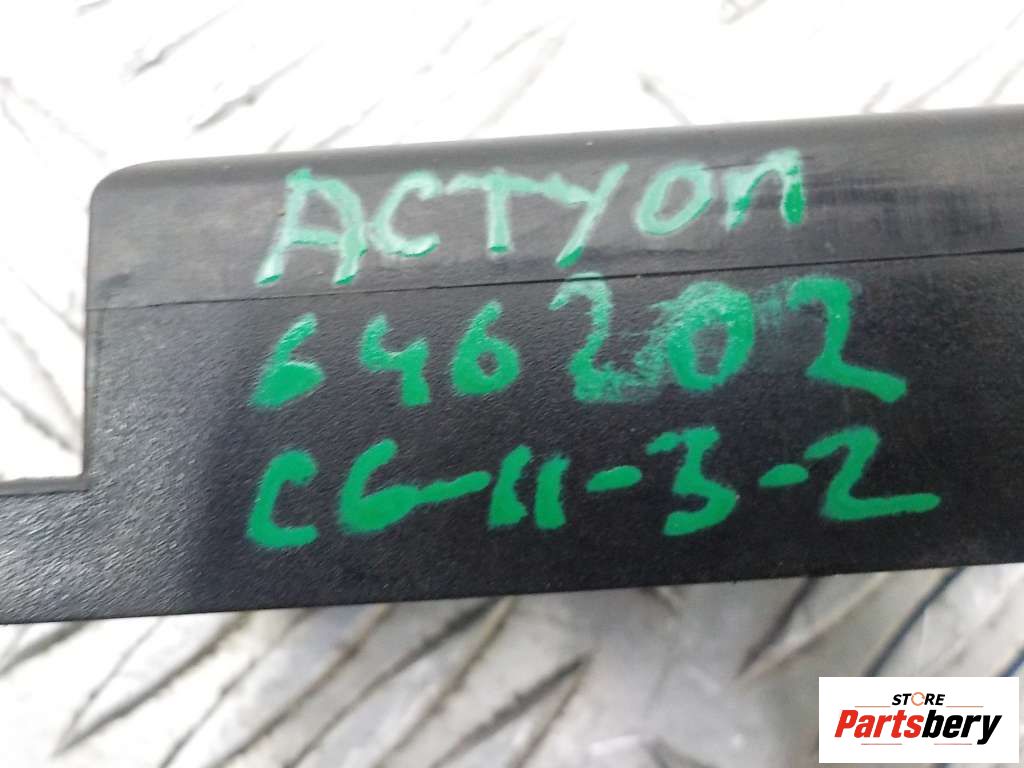 ACTYON
646202
CG-11-3-2
STORE
Partsbery